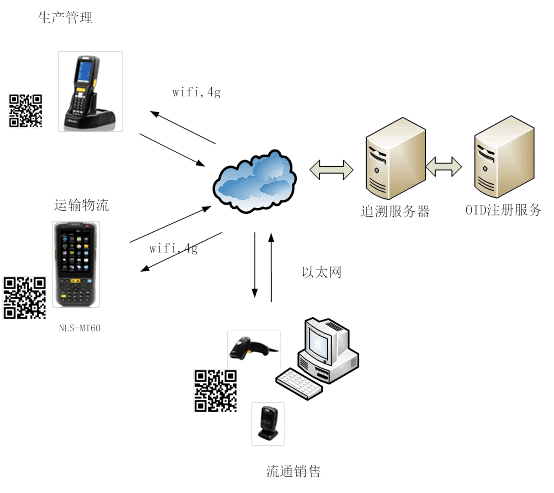 生产管理
wifi,4g
运输物流
追溯服务器
OID注册服务
wifi,4g
以太网
NLS-MT60
流通销售